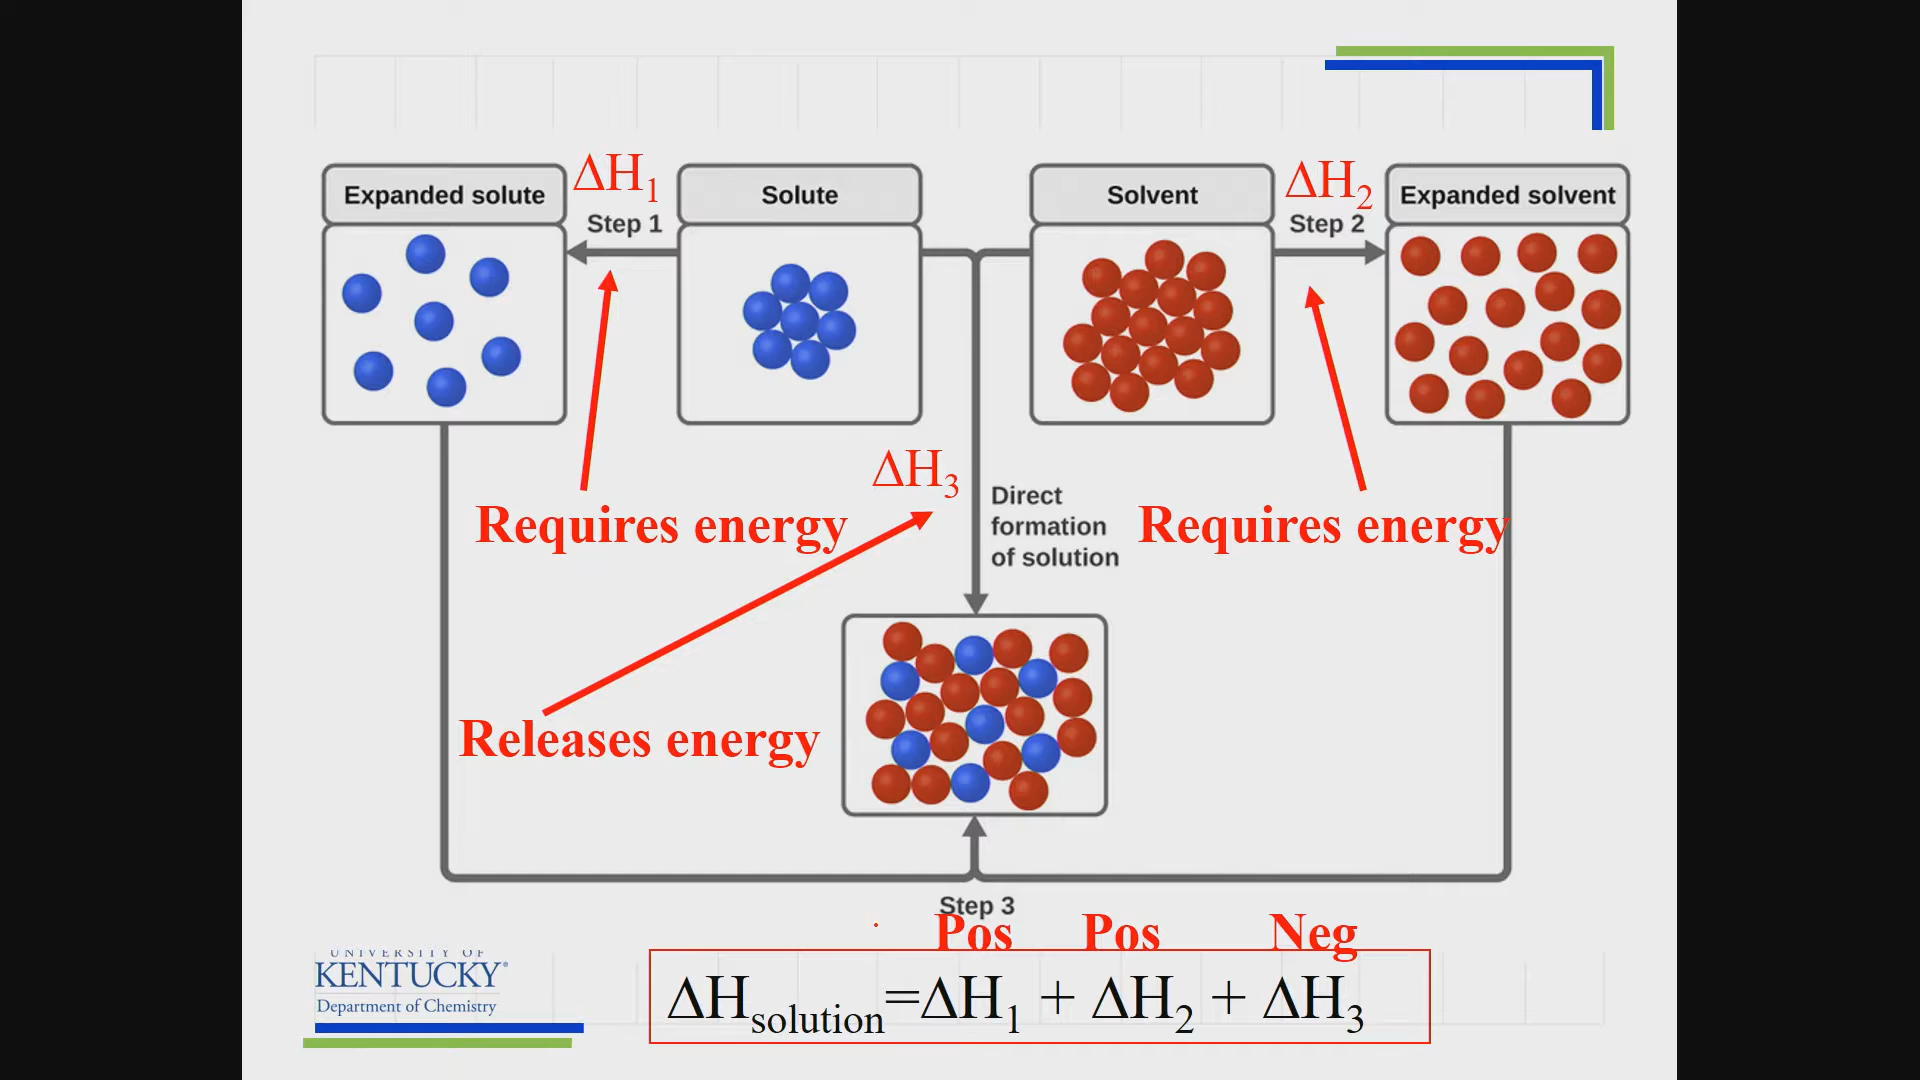 Expanded solute
ΔH1
Step 1
Solute
Solvent
ΔH2
Step 2
Expanded solvent
ΔH3
Direct
formation
of solution
Requires energy
Requires energy
Releases energy
Step 3
Pos Pos Neg
ΔHsolution=ΔH1 + ΔH2 + ΔH3
UNIVERSITY OF
KENTUCKY®
Department of Chemistry